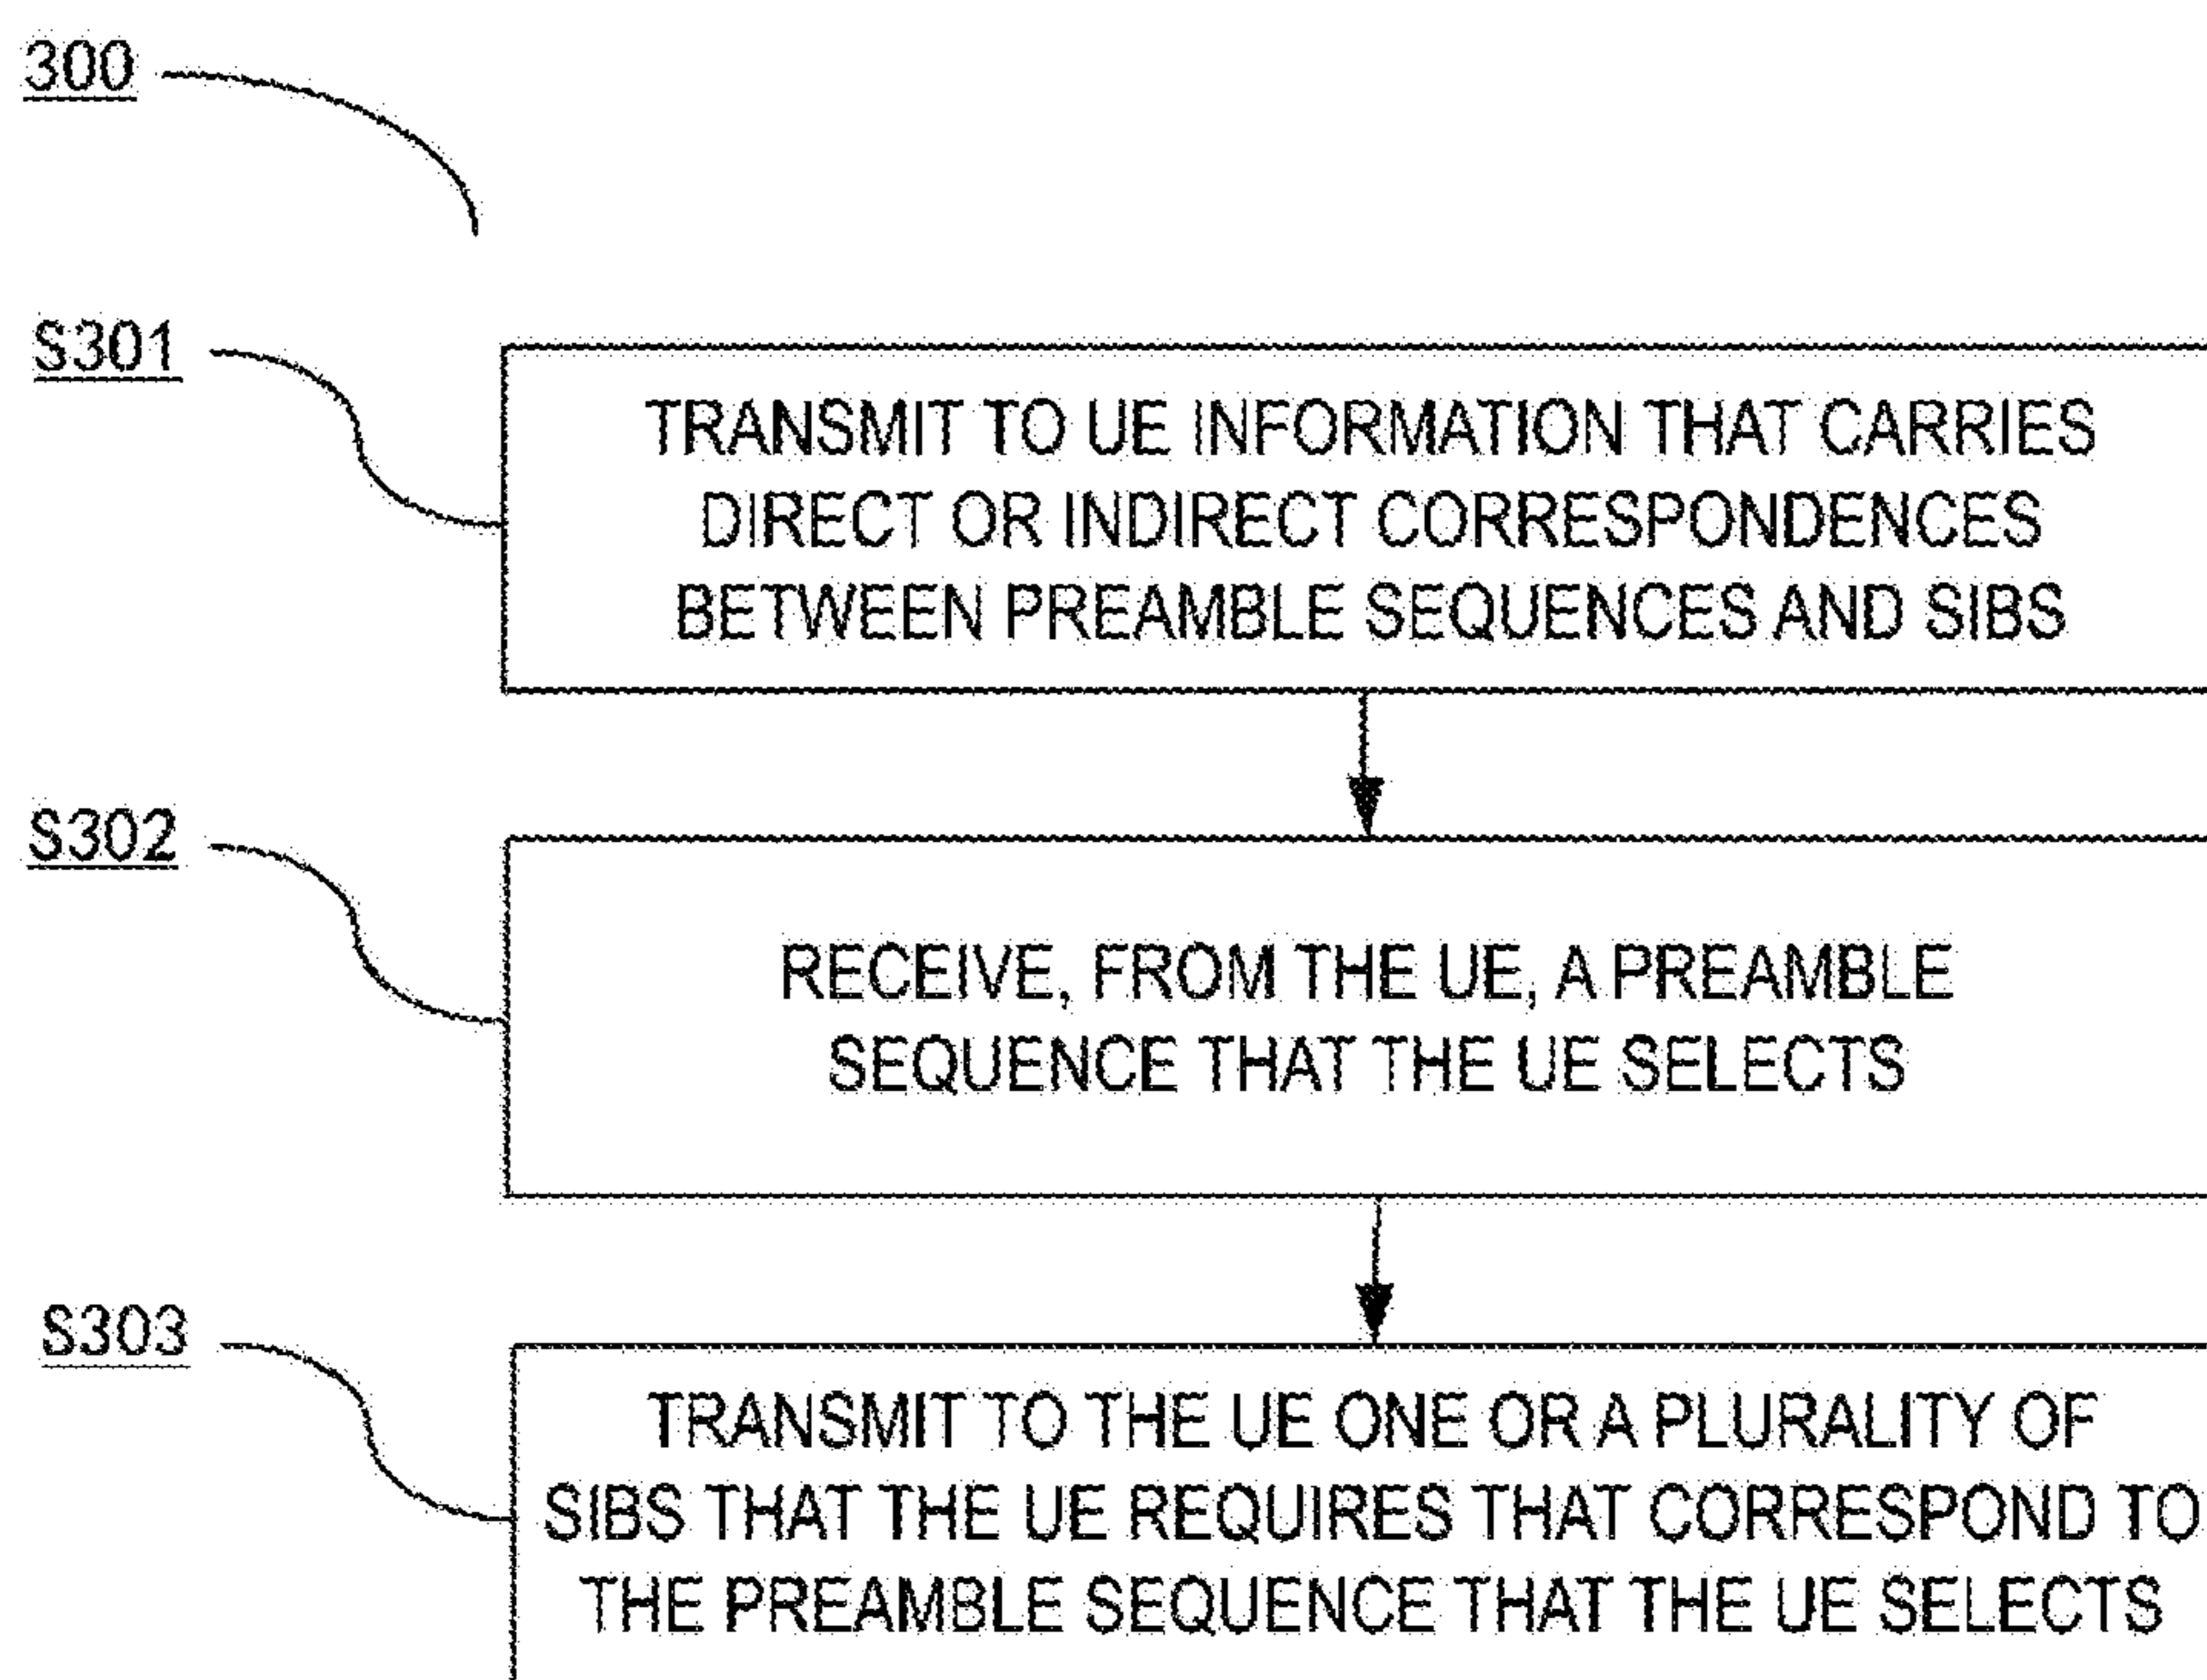 300
S301
TRANSMIT TO UE INFORMATION THAT CARRIES
DIRECT OR INDIRECT CORRESPONDENCES
BETWEEN PREAMBLE SEQUENCES AND SIBS
S302
RECEIVE, FROM THE UE, A PREAMBLE
SEQUENCE THAT THE UE SELECTS
S303
TRANSMIT TO THE UE ONE OR A PLURALITY OF
SIBS THAT THE UE REQUIRES THAT CORRESPOND TO
THE PREAMBLE SEQUENCE THAT THE UE SELECTS